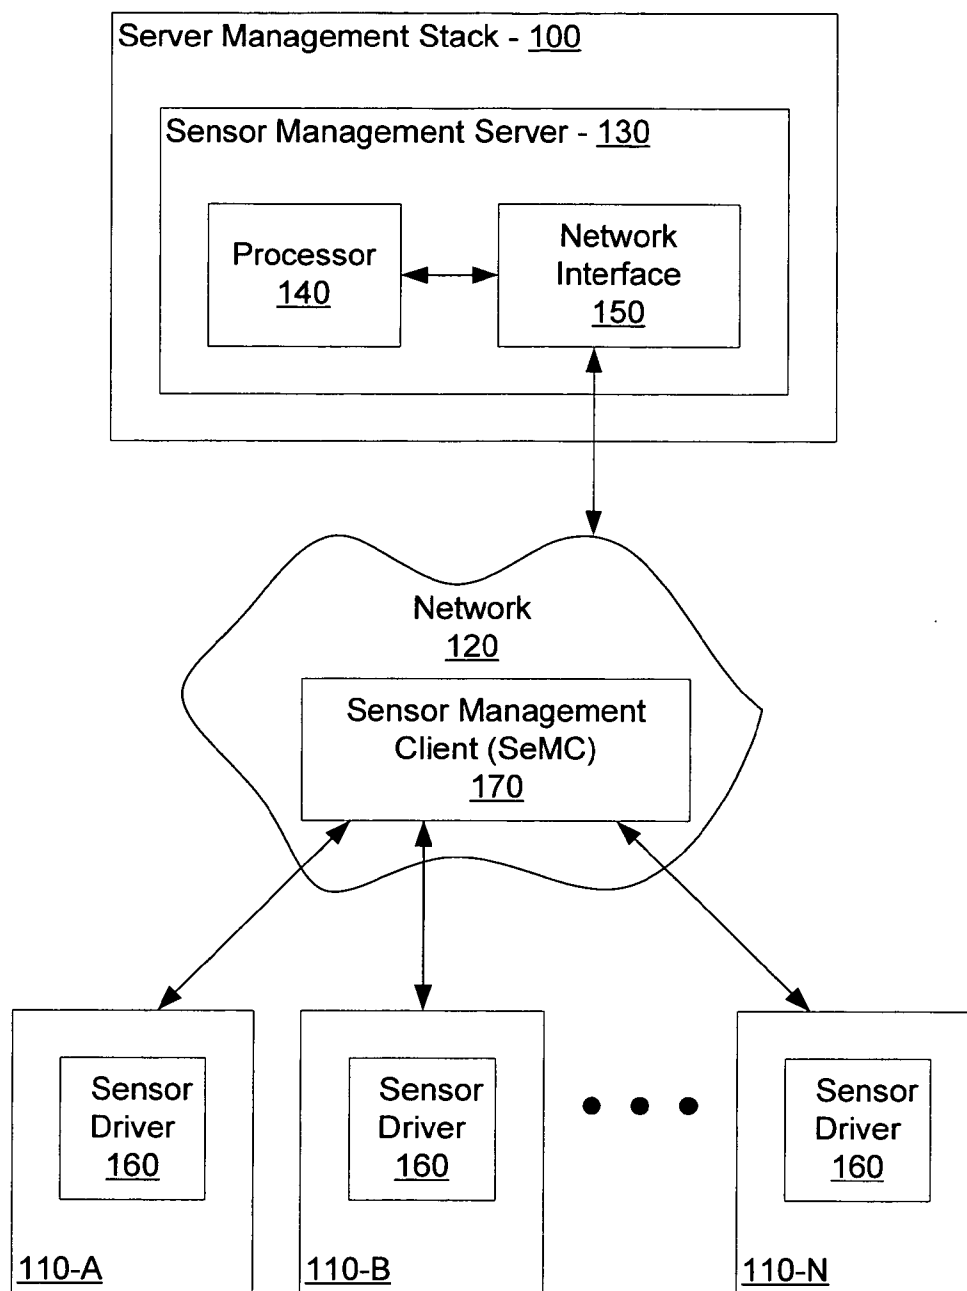 Server Management Stack - 100
Sensor Management Server - 130
Processor
140
Network
Interface
150
Network
120
Sensor Management
Client (SeMC)
170
Sensor
Driver
160
110-A
Sensor
Driver
160
110-B
Sensor
Driver
160
110-N